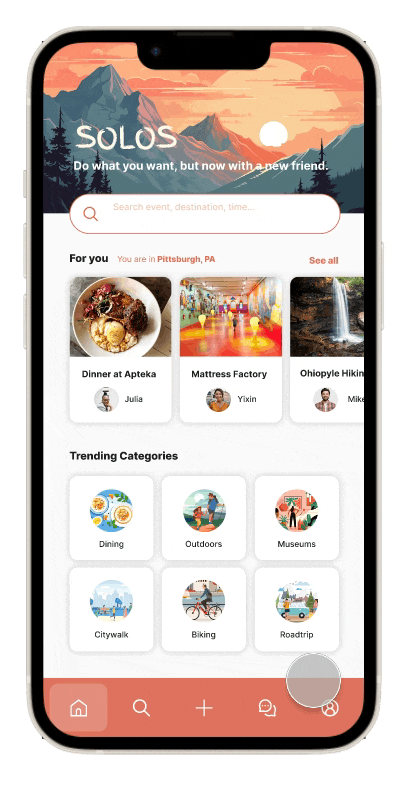 SOLOS
Do what you want, but now with a new friend.
Search event, destination, time...
For you You are in Pittsburgh, PA See all
Dinner at Apteka Mattress Factory Ohiopyle Hikin
Julia Yixin Mike
Trending Categories
Dining Outdoors Museums
Citywalk Biking Roadtrip